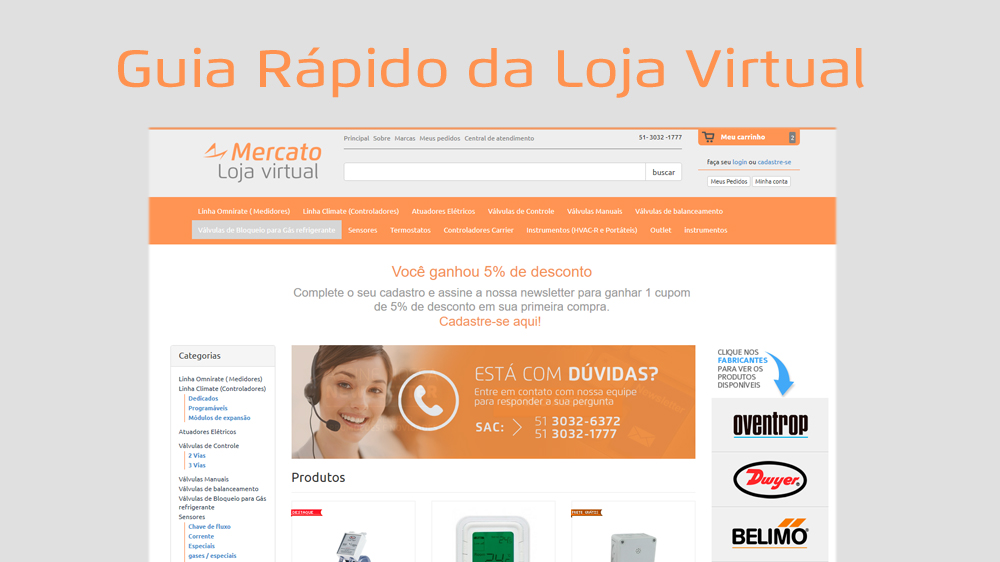 Guia Rápido da Loja Virtual
Mercato
Loja virtual
Principal Sobre Marcas Meus pedidos Central de atendimento
51- 3032 -1777
buscar
Meu carrinho 2
faça seu login ou cadastre-se
Meus Pedidos Minha conta
Linha Omnirate ( Medidores) Linha Climate (Controladores) Atuadores Elétricos Válvulas de Controle Válvulas Manuais Válvulas de balanceamento
Válvulas de Bloqueio para Gás refrigerante Sensores Termostatos Controladores Carrier Instrumentos (HVAC-R e Portáteis) Outlet Instrumentos
Você ganhou 5% de desconto
Complete o seu cadastro e assine a nossa newsletter para ganhar 1 cupom
de 5% de desconto em sua primeira compra.
Cadastre-se aqui!
Categorias
Linha Omnirate ( Medidores)
Linha Climate (Controladores)
Dedicados
Programáveis
Módulos de expansão
Atuadores Elétricos
Válvulas de Controle
2 Vias
3 Vias
Válvulas Manuais
Válvulas de balanceamento
Válvulas de Bloqueio para Gás
refrigerante
Sensores
Chave de fluxo
Corrente
Especiais
gases / especiais
ESTÁ COM DÚVIDAS?
Entre em contato com nossa equipe
para responder a sua pergunta
SAC: 51 3032-6372
51 3032-1777
Produtos
DESTAQUE
FRETE GRÁTIS
CLIQUE NOS
FABRICANTES
PARA VER OS
PRODUTOS
DISPONÍVEIS
oventrop
Dwyer
BELIMO